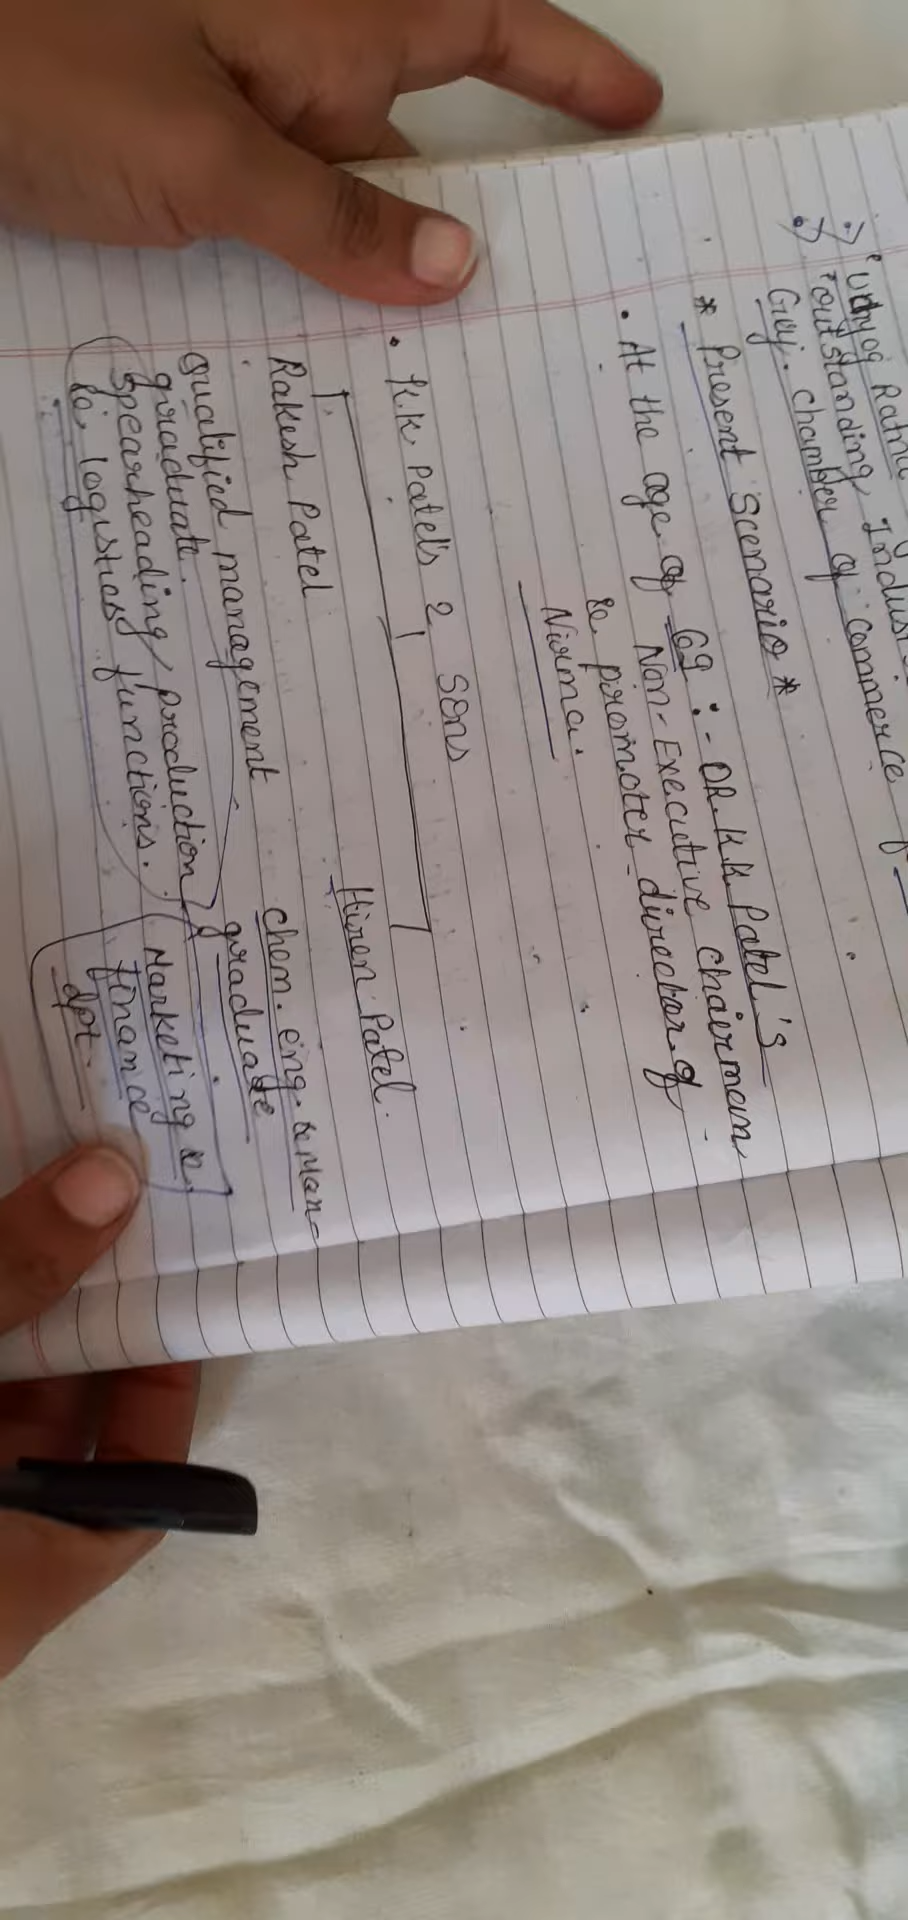 "Udhyog Ratna
"outstanding Indust
Guj. chamber of commerce
* Present Scenario *
• At the age of 69 :- DR. K.K. Patel's
Non-Executive chairman
& promoter-director of
Nirma.
• K.K. Patel's 2 sons
Rakesh Patel Hiren Patel.
qualified management chem. eng. & Man-
graduate. graduate
(Spearheading production Marketing &
& logistics functions.) finance
dpt.